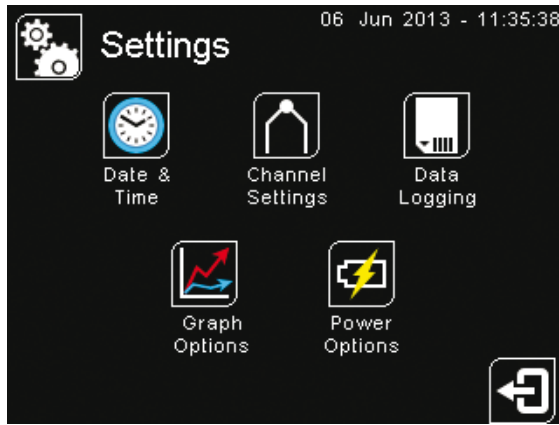 06 Jun 2013 - 11:35:38
Settings
Date &
Time
Channel
Settings
Data
Logging
Graph
Options
Power
Options